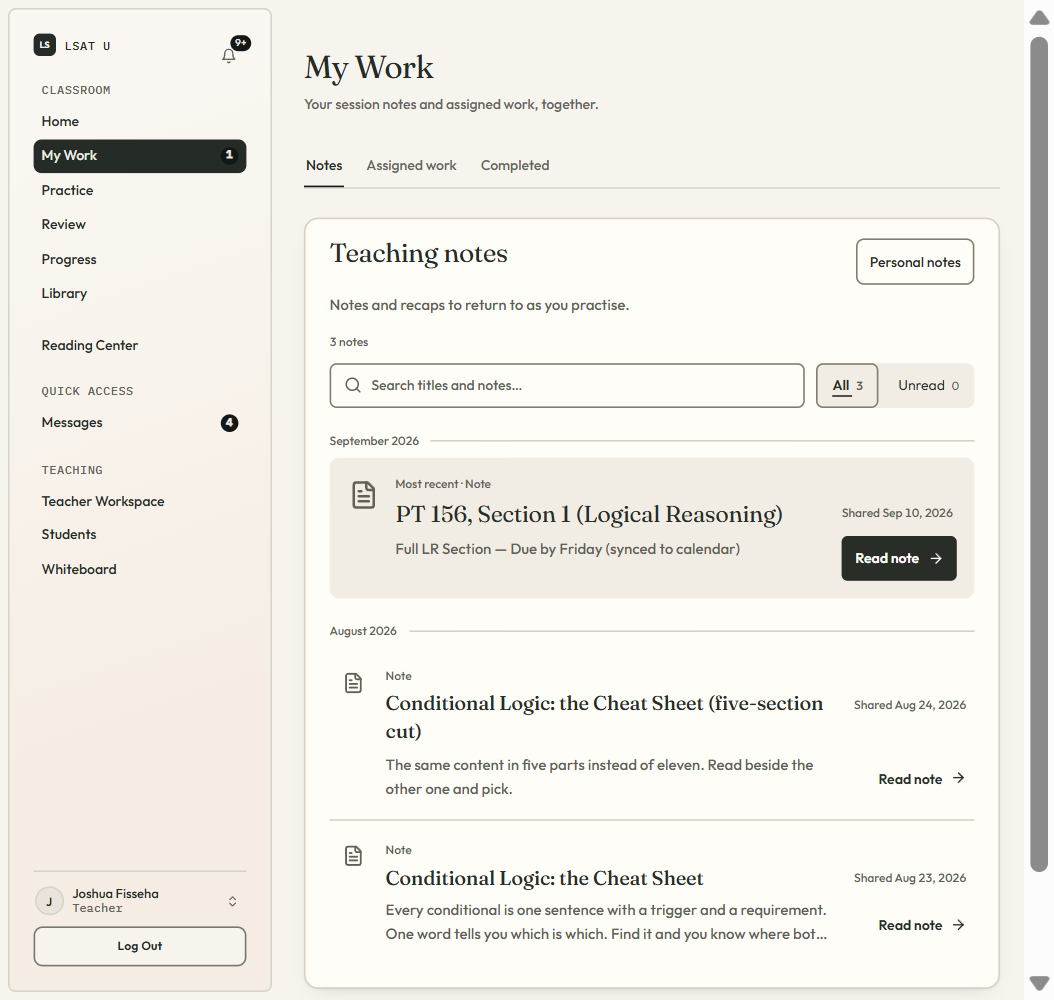 LS LSAT U 9+
CLASSROOM
Home
My Work 1
Practice
Review
Progress
Library
Reading Center
QUICK ACCESS
Messages 4
TEACHING
Teacher Workspace
Students
Whiteboard
J Joshua Fisseha
Teacher
Log Out
My Work
Your session notes and assigned work, together.
Notes Assigned work Completed
Teaching notes
Personal notes
Notes and recaps to return to as you practise.
3 notes
Search titles and notes...
All 3 Unread 0
September 2026
Most recent · Note
PT 156, Section 1 (Logical Reasoning)
Shared Sep 10, 2026
Full LR Section — Due by Friday (synced to calendar)
Read note →
August 2026
Note
Conditional Logic: the Cheat Sheet (five-section
cut)
Shared Aug 24, 2026
The same content in five parts instead of eleven. Read beside the
other one and pick.
Read note →
Note
Conditional Logic: the Cheat Sheet
Shared Aug 23, 2026
Every conditional is one sentence with a trigger and a requirement.
One word tells you which is which. Find it and you know where bot...
Read note →